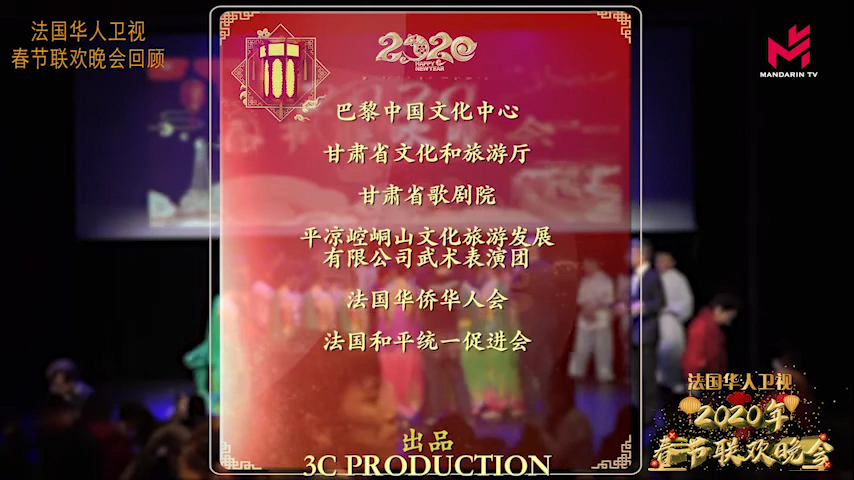 法国华人卫视
春节联欢晚会回顾
2020
HAPPY
NEW YEAR
MANDARIN TV
巴黎中国文化中心
甘肃省文化和旅游厅
甘肃省歌剧院
平凉崆峒山文化旅游发展
有限公司武术表演团
法国华侨华人会
法国和平统一促进会
出品
3C PRODUCTION
法国华人卫视
2020年
春节联欢晚会